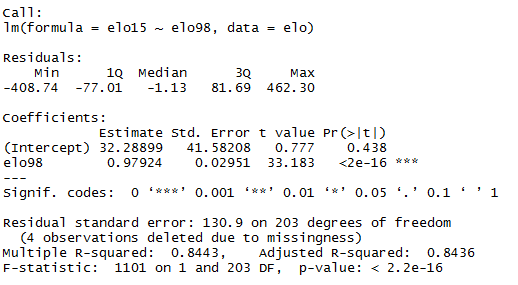 Call:
lm(formula = elo15 ~ elo98, data = elo)
Residuals:
Min 1Q Median 3Q Max
-408.74 -77.01 -1.13 81.69 462.30
Coefficients:
Estimate Std. Error t value Pr(>|t|)
(Intercept) 32.28899 41.58208 0.777 0.438
elo98 0.97924 0.02951 33.183 <2e-16 ***
---
Signif. codes: 0 ‘***’ 0.001 ‘**’ 0.01 ‘*’ 0.05 ‘.’ 0.1 ‘ ’ 1
Residual standard error: 130.9 on 203 degrees of freedom
(4 observations deleted due to missingness)
Multiple R-squared: 0.8443, Adjusted R-squared: 0.8436
F-statistic: 1101 on 1 and 203 DF, p-value: < 2.2e-16